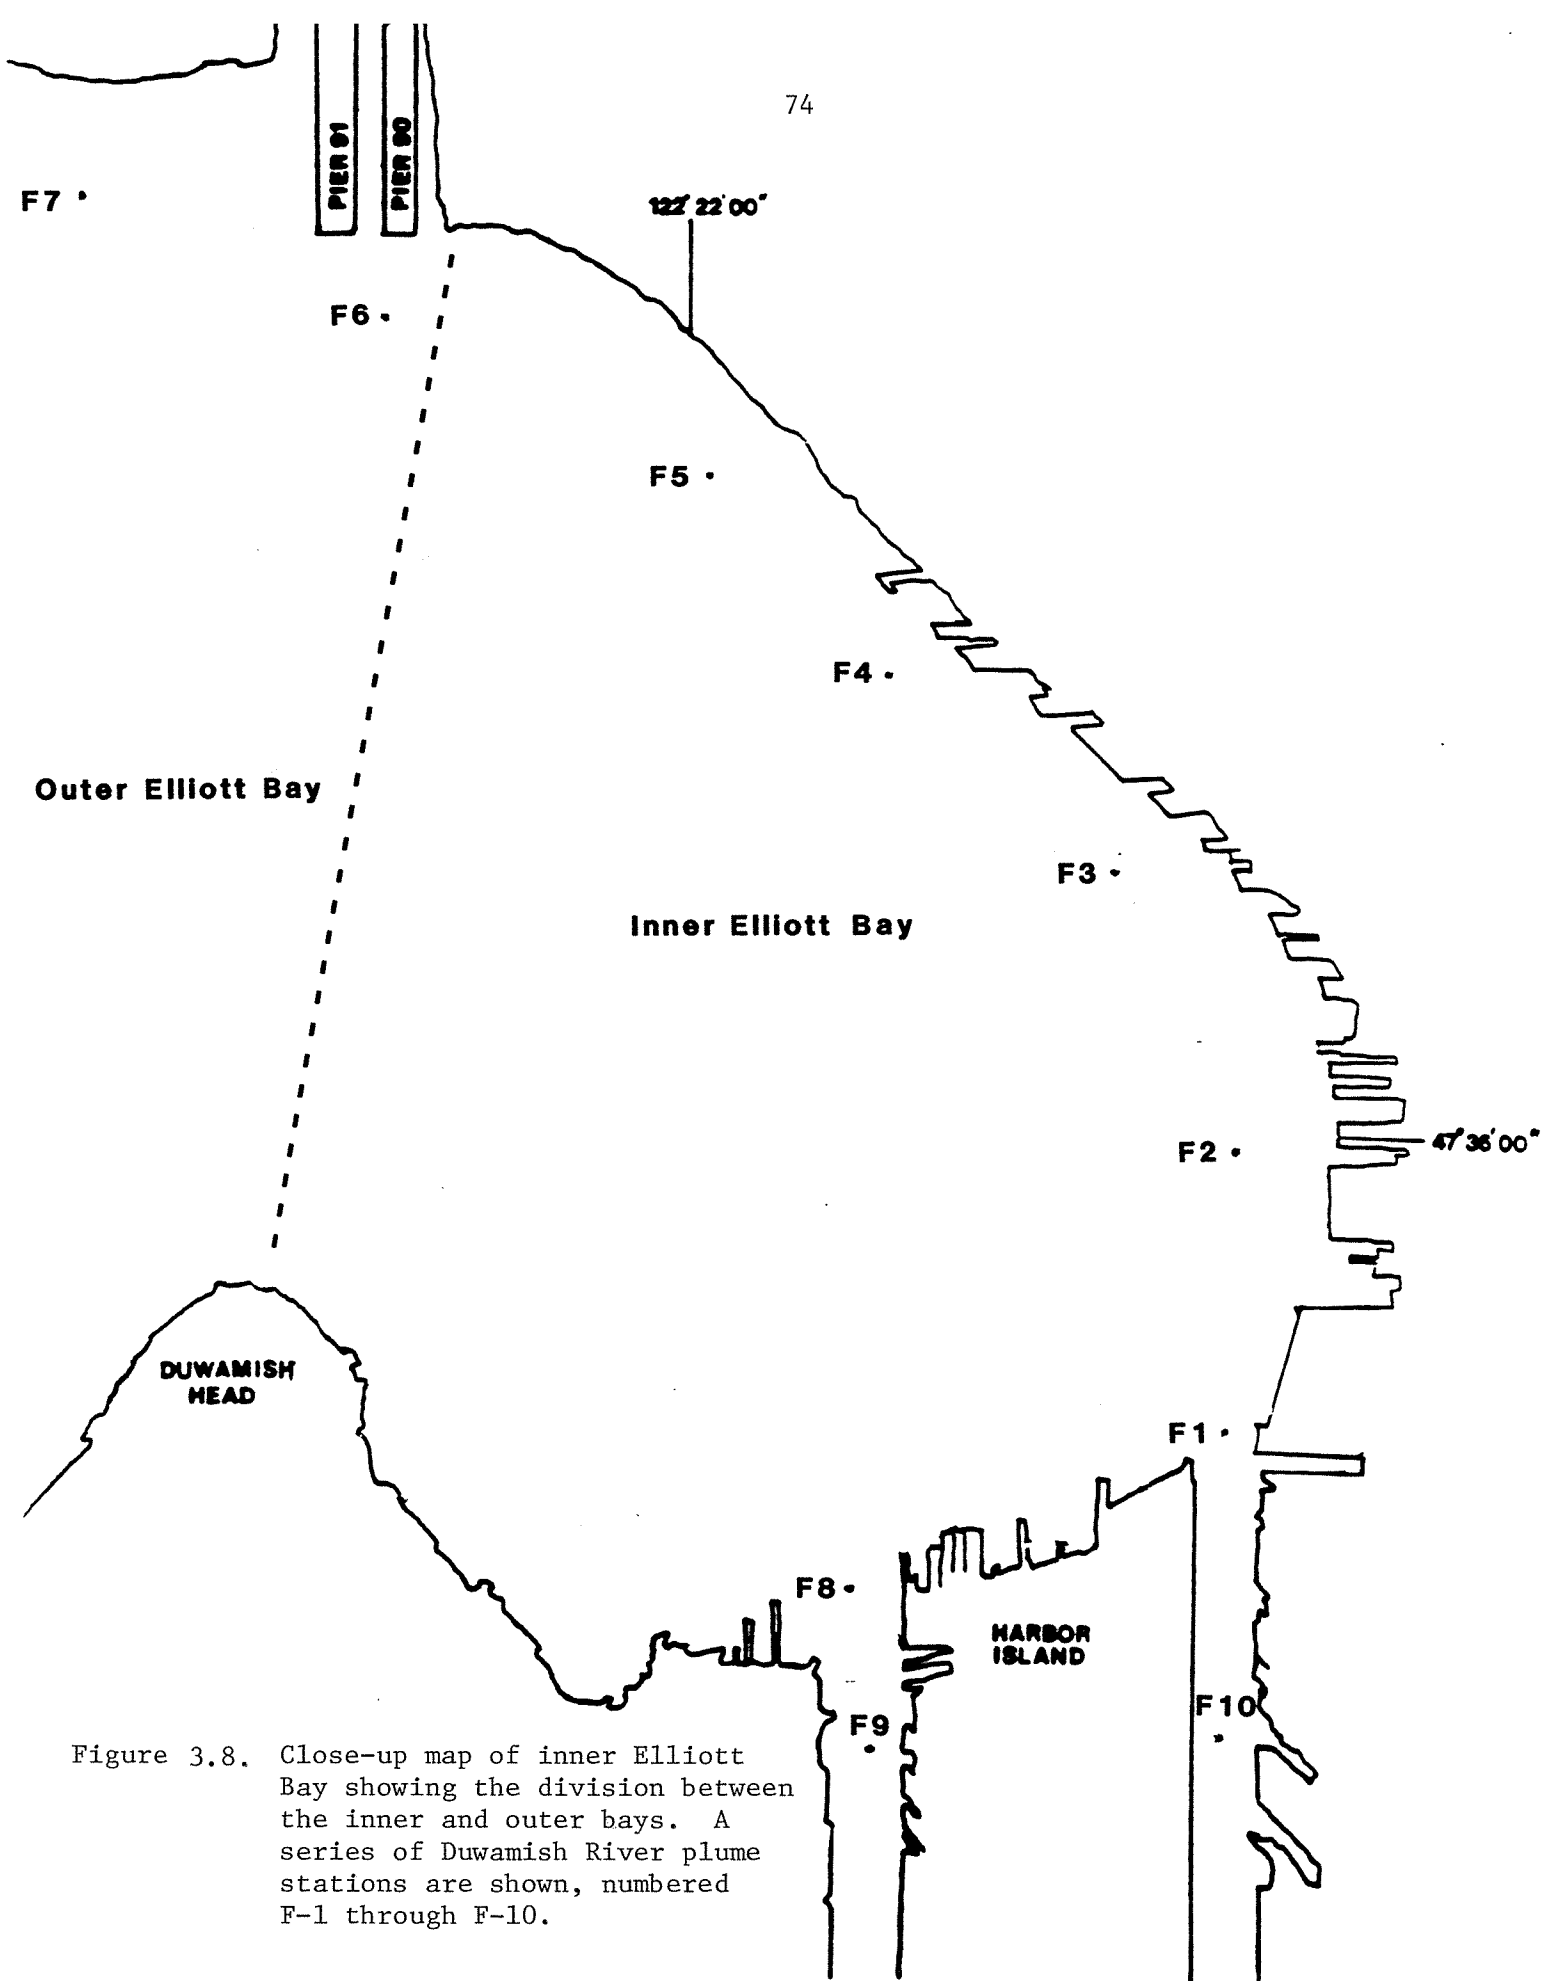 74
PIER 91
PIER 90
F7
122° 22' 00"
F6
F5
F4
Outer Elliott Bay
F3
Inner Elliott Bay
F2
47° 36' 00"
DUWAMISH
HEAD
F1
F8
HARBOR
ISLAND
F10
F9
Figure 3.8. Close-up map of inner Elliott
Bay showing the division between
the inner and outer bays. A
series of Duwamish River plume
stations are shown, numbered
F-1 through F-10.